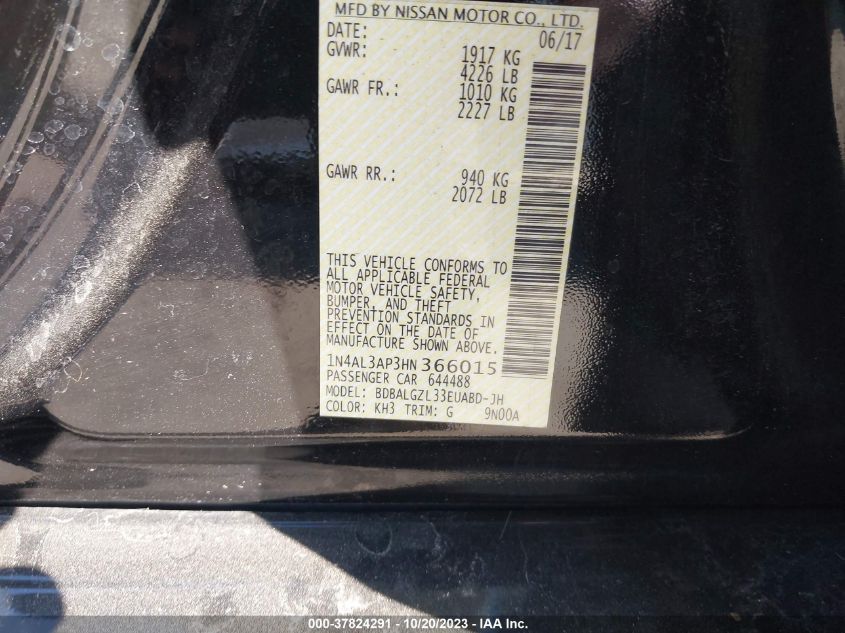 MFD BY NISSAN MOTOR CO., LTD.
DATE: 06/17
GVWR: 1917 KG
4226 LB
GAWR FR.: 1010 KG
2227 LB
GAWR RR.: 940 KG
2072 LB
THIS VEHICLE CONFORMS TO
ALL APPLICABLE FEDERAL
MOTOR VEHICLE SAFETY,
BUMPER, AND THEFT
PREVENTION STANDARDS IN
EFFECT ON THE DATE OF
MANUFACTURE SHOWN ABOVE.
1N4AL3AP3HN366015
PASSENGER CAR 644488
MODEL: BDBALGZL33EUABD-JH
COLOR: KH3 TRIM: G 9N00A
000-37824291 - 10/20/2023 - IAA Inc.